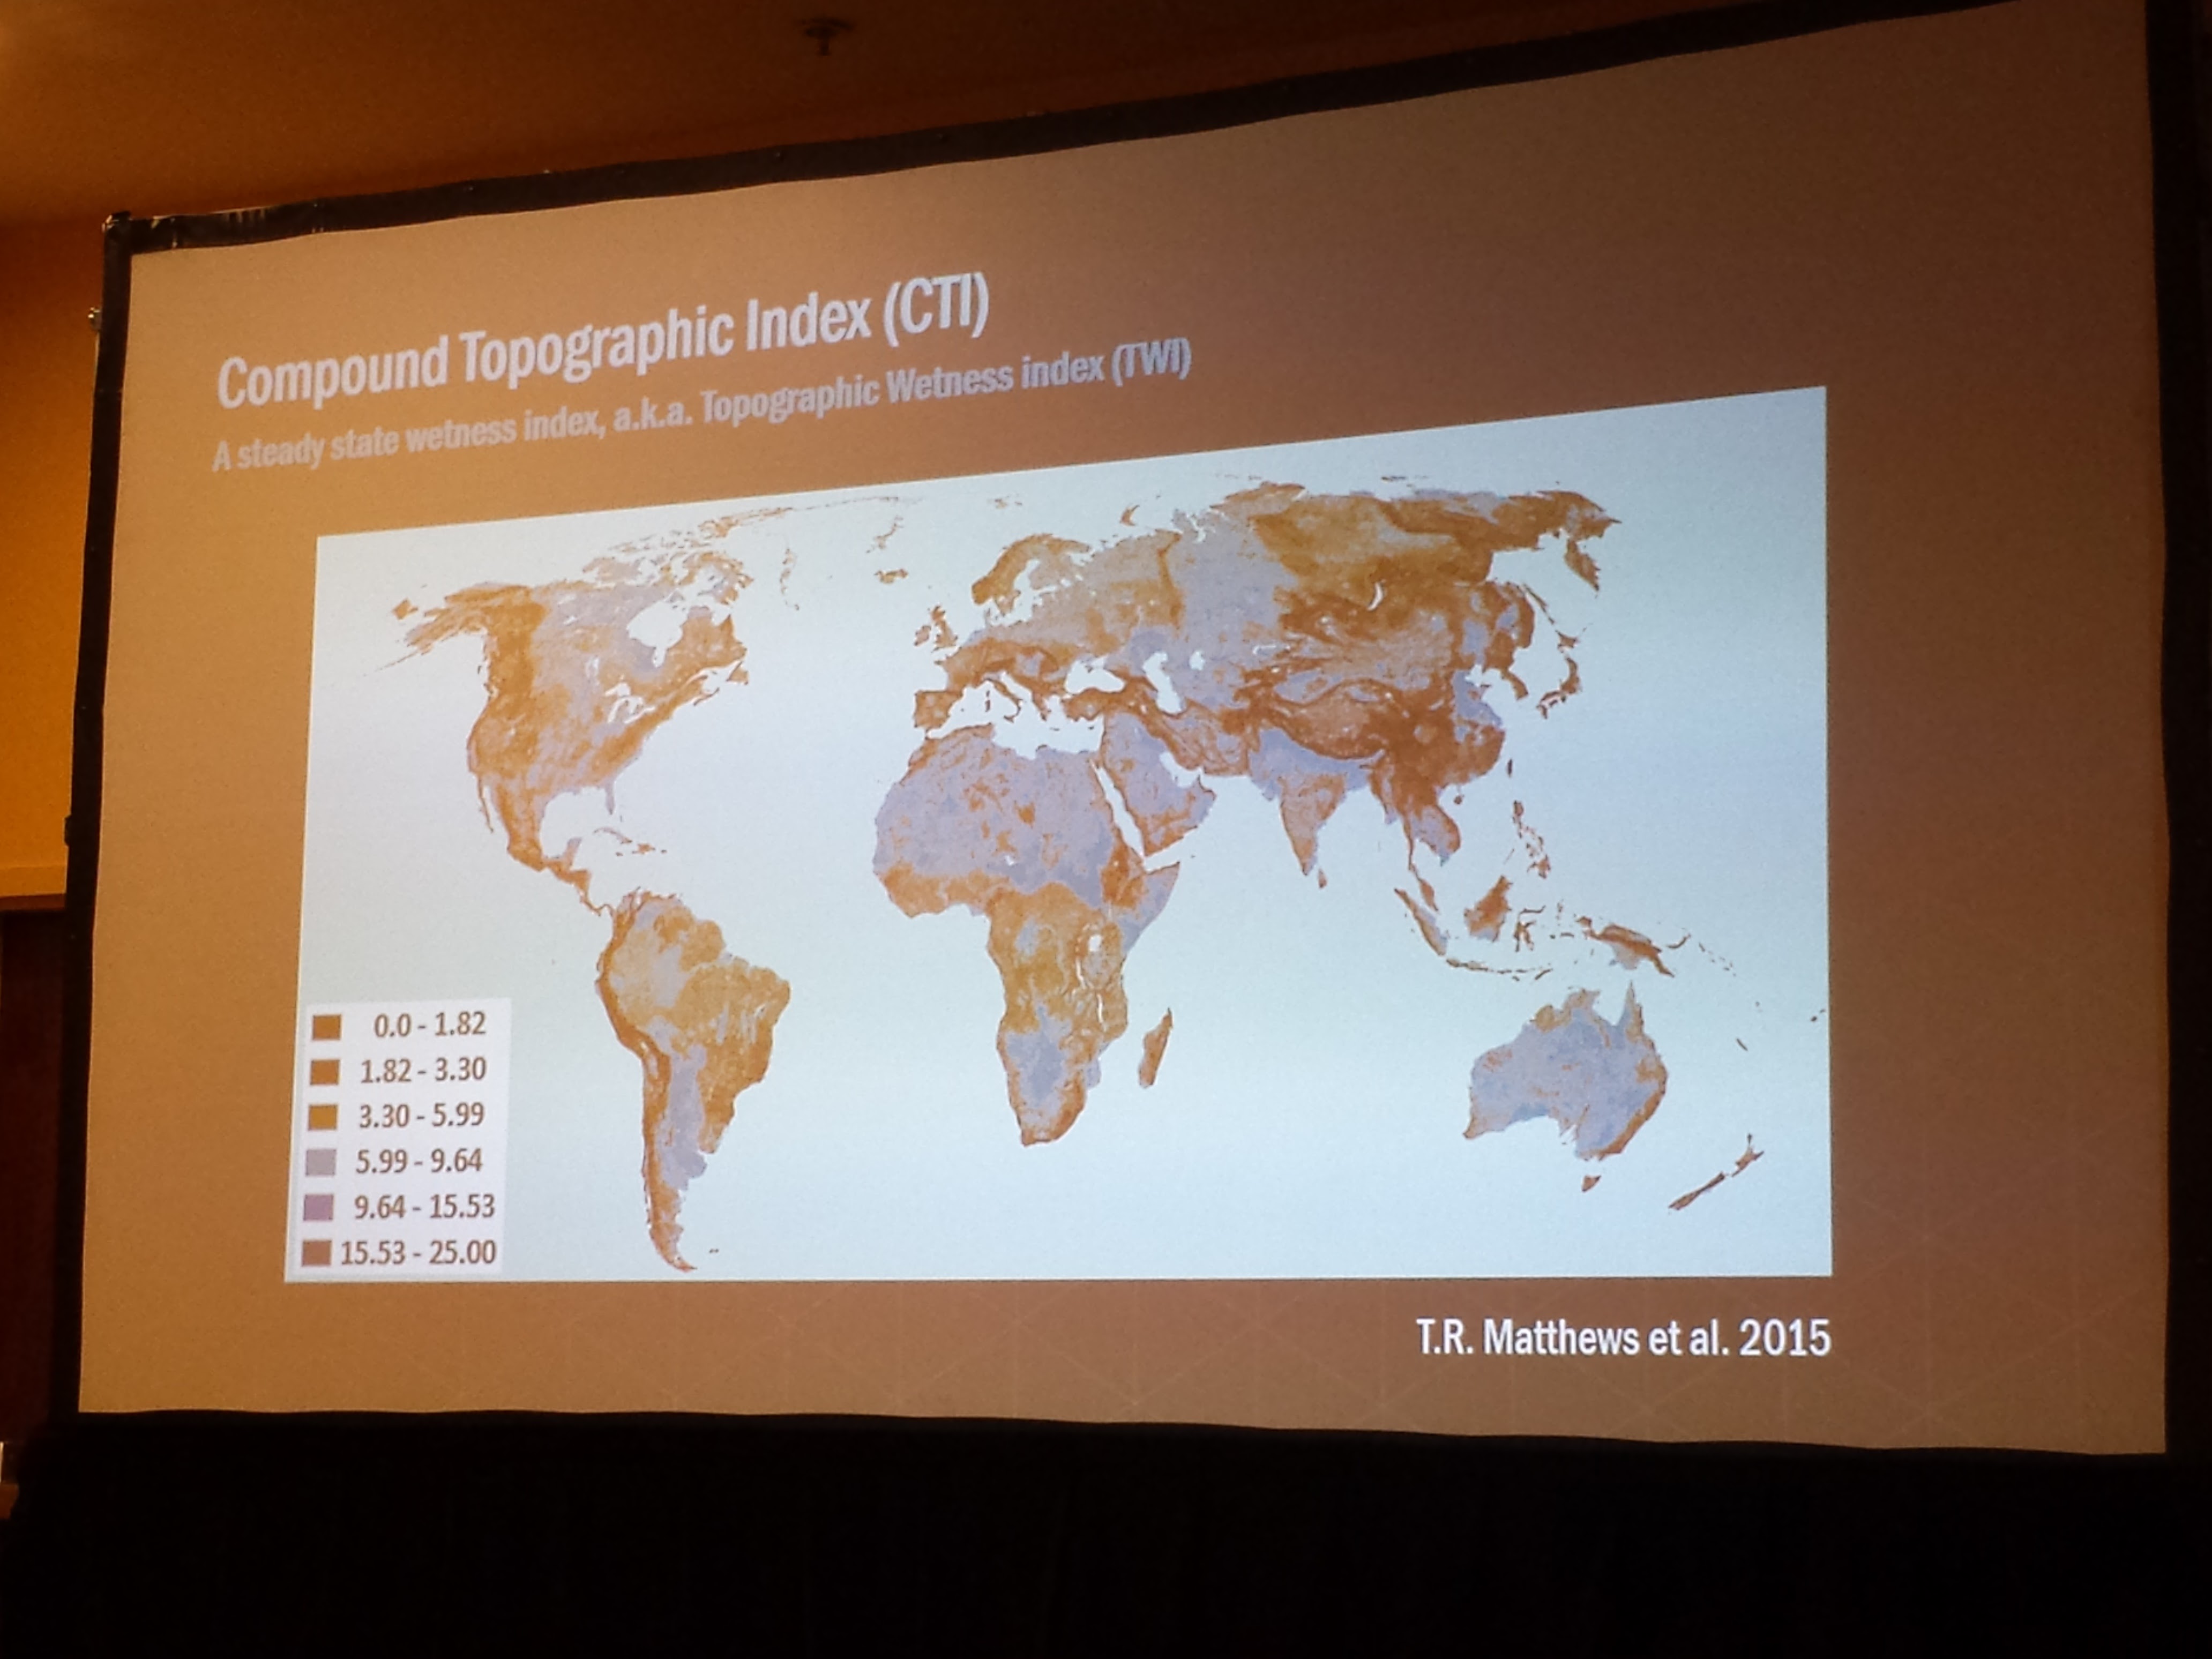 Compound Topographic Index (CTI)
A steady state wetness index, a.k.a. Topographic Wetness index (TWI)
0.0 - 1.82
1.82 - 3.30
3.30 - 5.99
5.99 - 9.64
9.64 - 15.53
15.53 - 25.00
T.R. Matthews et al. 2015